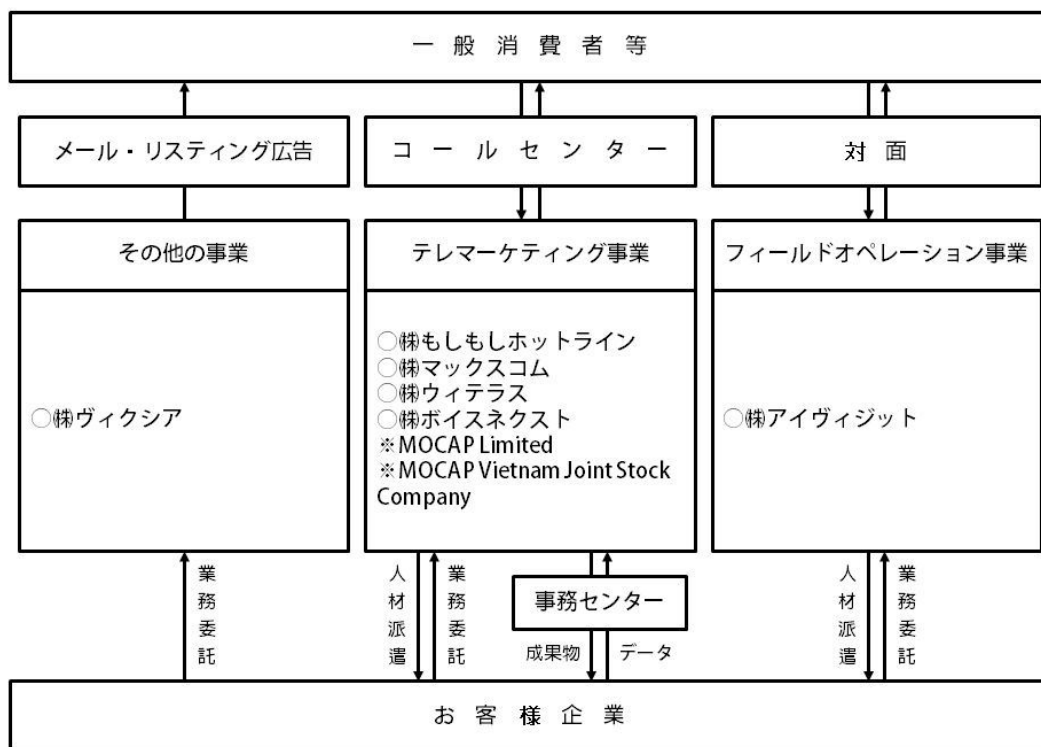 一般消費者等
メール・リスティング広告
コールセンター
対面
その他の事業
テレマーケティング事業
フィールドオペレーション事業
○㈱ヴィクシア
○㈱もしもしホットライン
○㈱マックスコム
○㈱ウィテラス
○㈱ボイスネクスト
※MOCAP Limited
※MOCAP Vietnam Joint Stock
Company
○㈱アイヴィジット
業務委託
人材派遣
業務委託
事務センター
成果物
データ
人材派遣
業務委託
お客様企業